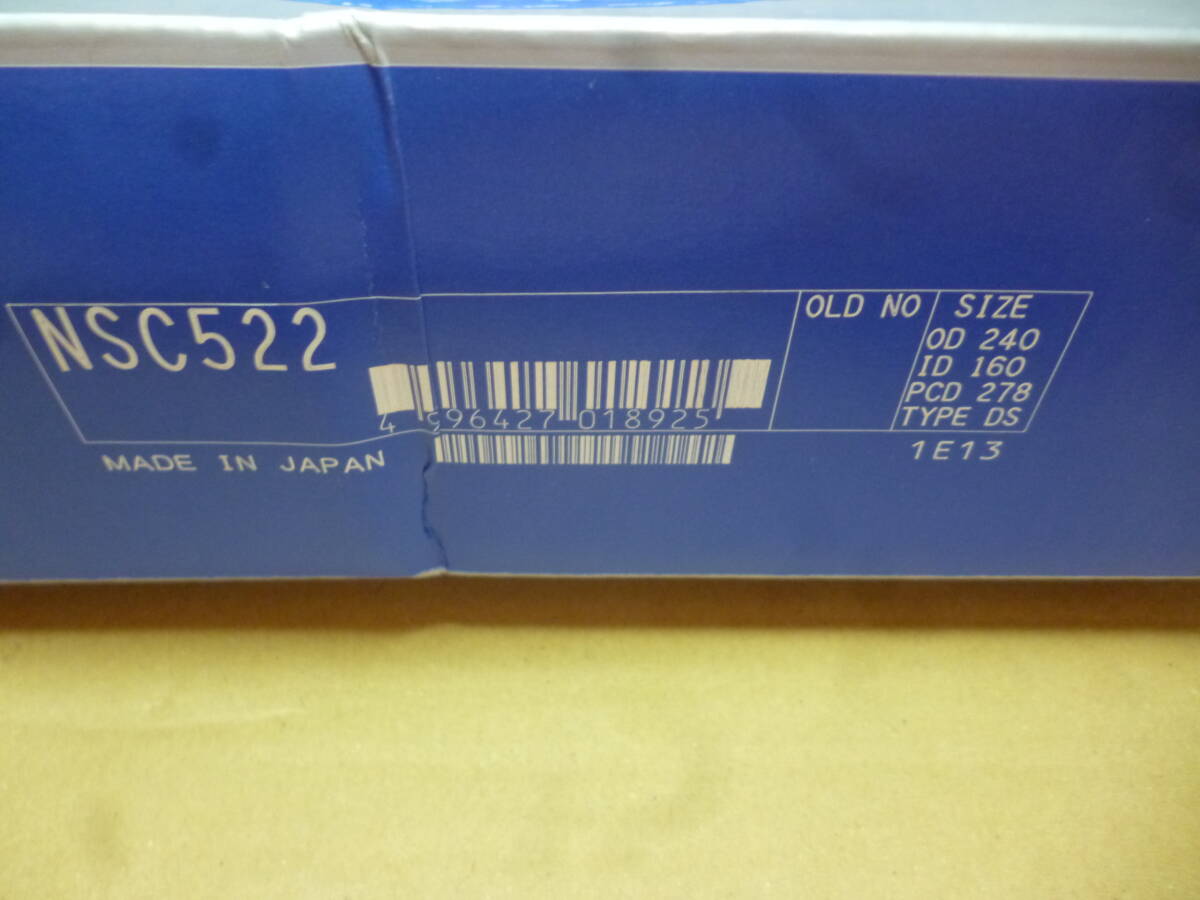 NSC522
4 996427 018925
MADE IN JAPAN
OLD NO
SIZE
OD 240
ID 160
PCD 278
TYPE DS
1E13